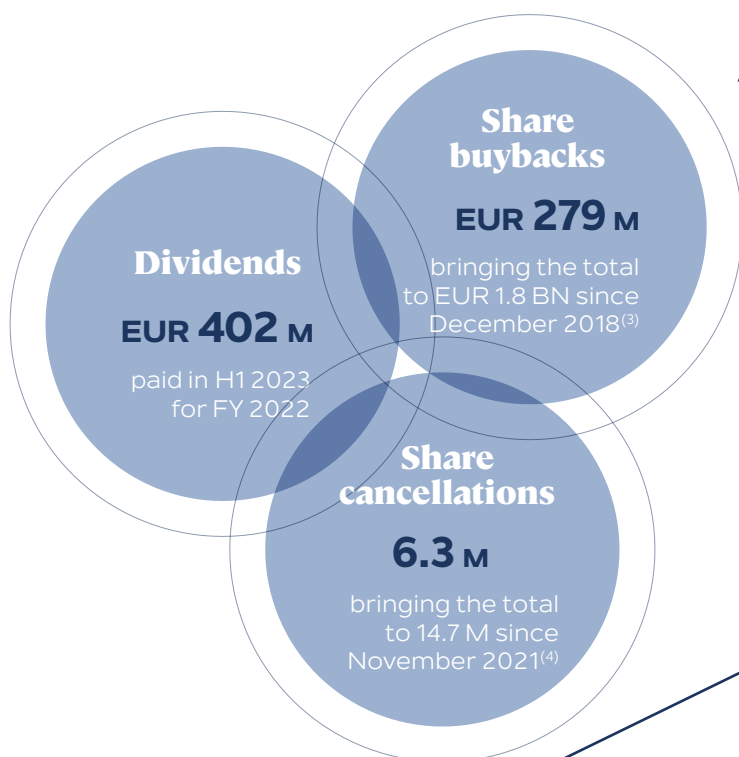 Share
buybacks
EUR 279 M
bringing the total
to EUR 1.8 BN since
December 2018(3)
Dividends
EUR 402 M
paid in H1 2023
for FY 2022
Share
cancellations
6.3 M
bringing the total
to 14.7 M since
November 2021(4)